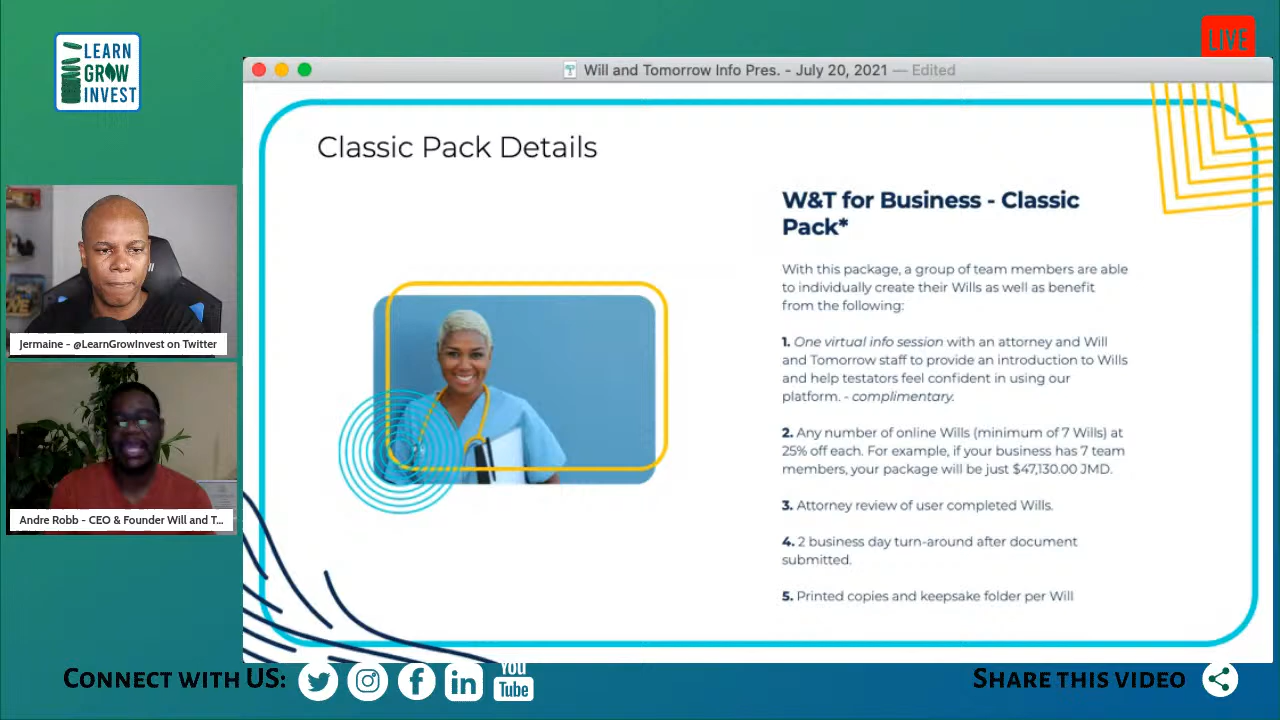 LEARN
GROW
INVEST
LIVE
Will and Tomorrow Info Pres. - July 20, 2021 — Edited
Classic Pack Details
W&T for Business - Classic
Pack*
With this package, a group of team members are able
to individually create their Wills as well as benefit
from the following:
1. One virtual info session with an attorney and Will
and Tomorrow staff to provide an introduction to Wills
and help testators feel confident in using our
platform. - complimentary.
2. Any number of online Wills (minimum of 7 Wills) at
25% off each. For example, if your business has 7 team
members, your package will be just $47,130.00 JMD.
3. Attorney review of user completed Wills.
4. 2 business day turn-around after document
submitted.
5. Printed copies and keepsake folder per Will
Jermaine - @LearnGrowInvest on Twitter
Andre Robb - CEO & Founder Will and T...
CONNECT WITH US:
in
You
Tube
SHARE THIS VIDEO